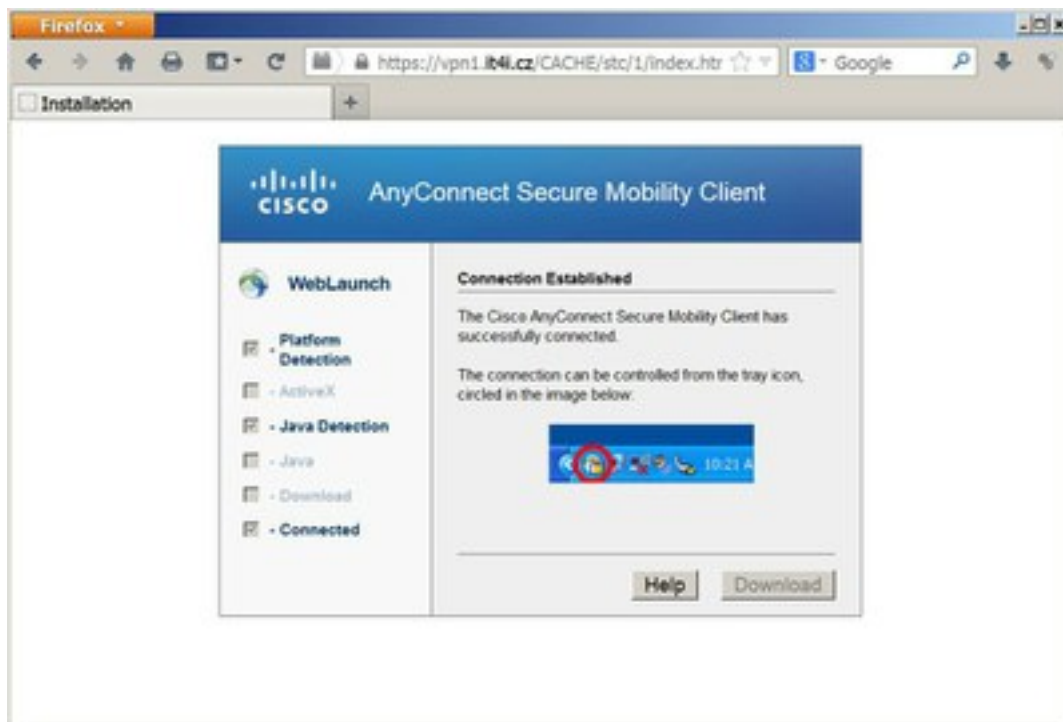 Firefox
https://vpn1.it4i.cz/CACHE/stc/1/index.htr
Google
Installation
CISCO
AnyConnect Secure Mobility Client
WebLaunch
- Platform
Detection
- ActiveX
- Java Detection
- Java
- Download
- Connected
Connection Established
The Cisco AnyConnect Secure Mobility Client has
successfully connected.
The connection can be controlled from the tray icon,
circled in the image below:
10:21 A
Help
Download